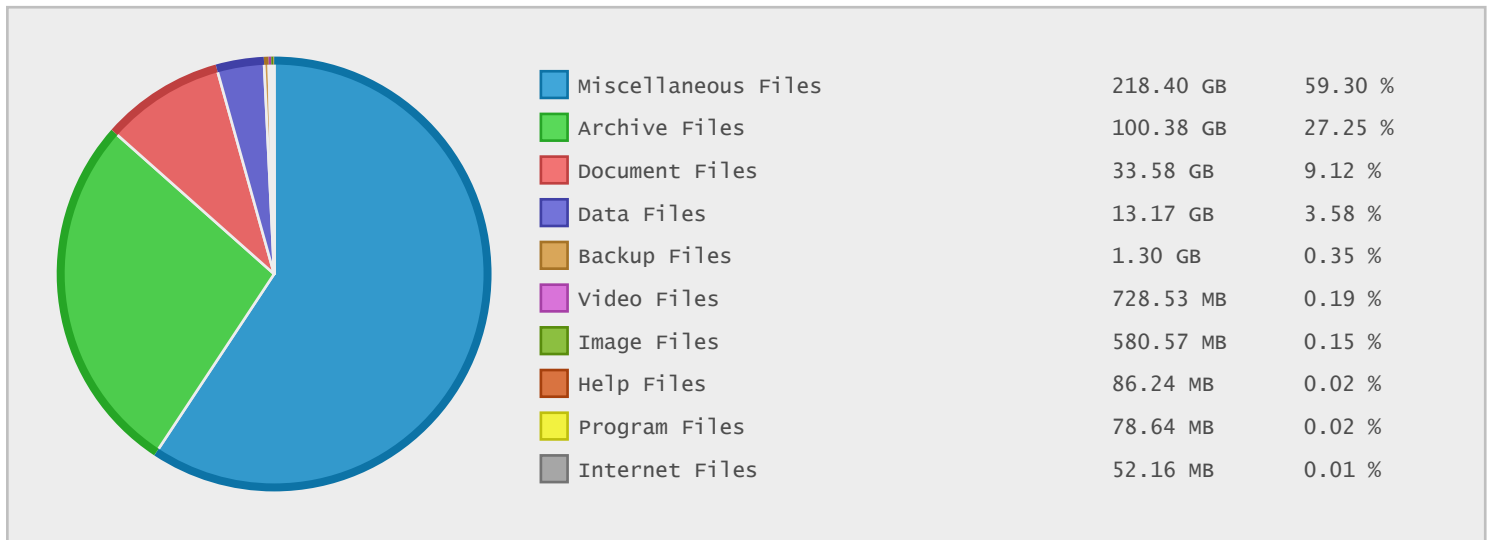 Miscellaneous Files 218.40 GB 59.30 %
Archive Files 100.38 GB 27.25 %
Document Files 33.58 GB 9.12 %
Data Files 13.17 GB 3.58 %
Backup Files 1.30 GB 0.35 %
Video Files 728.53 MB 0.19 %
Image Files 580.57 MB 0.15 %
Help Files 86.24 MB 0.02 %
Program Files 78.64 MB 0.02 %
Internet Files 52.16 MB 0.01 %